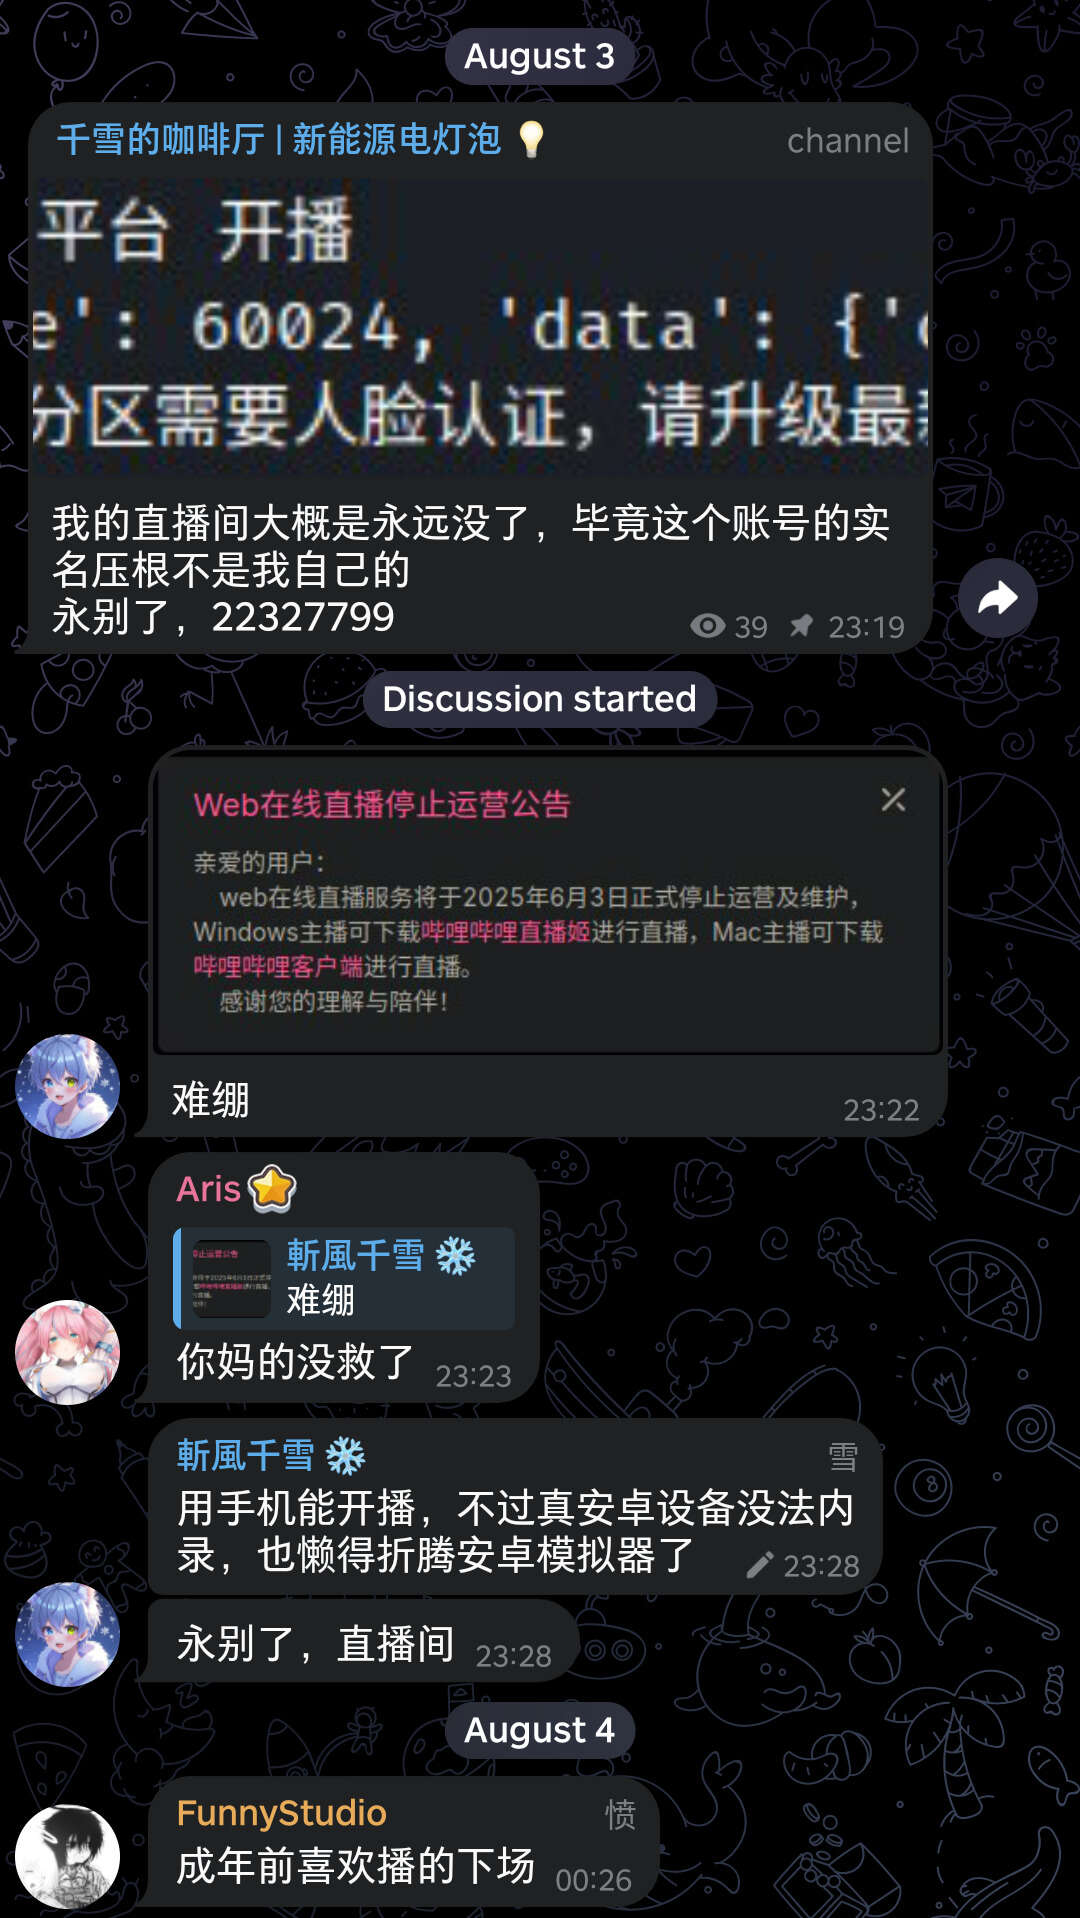 August 3
千雪的咖啡厅 | 新能源电灯泡 💡 channel
平台 开播
e': 60024, 'data': {'
分区需要人脸认证，请升级最
我的直播间大概是永远没了，毕竟这个账号的实
名压根不是我自己的
永别了，22327799
39 23:19
Discussion started
Web在线直播停止运营公告
亲爱的用户：
web在线直播服务将于2025年6月3日正式停止运营及维护，
Windows主播可下载哔哩哔哩直播姬进行直播，Mac主播可下载
哔哩哔哩客户端进行直播。
感谢您的理解与陪伴！
难绷 23:22
Aris
斬風千雪 ❄️
难绷
你妈的没救了 23:23
斬風千雪 ❄️ 雪
用手机能开播，不过真安卓设备没法内
录，也懒得折腾安卓模拟器了 23:28
永别了，直播间 23:28
August 4
FunnyStudio 愤
成年前喜欢播的下场 00:26